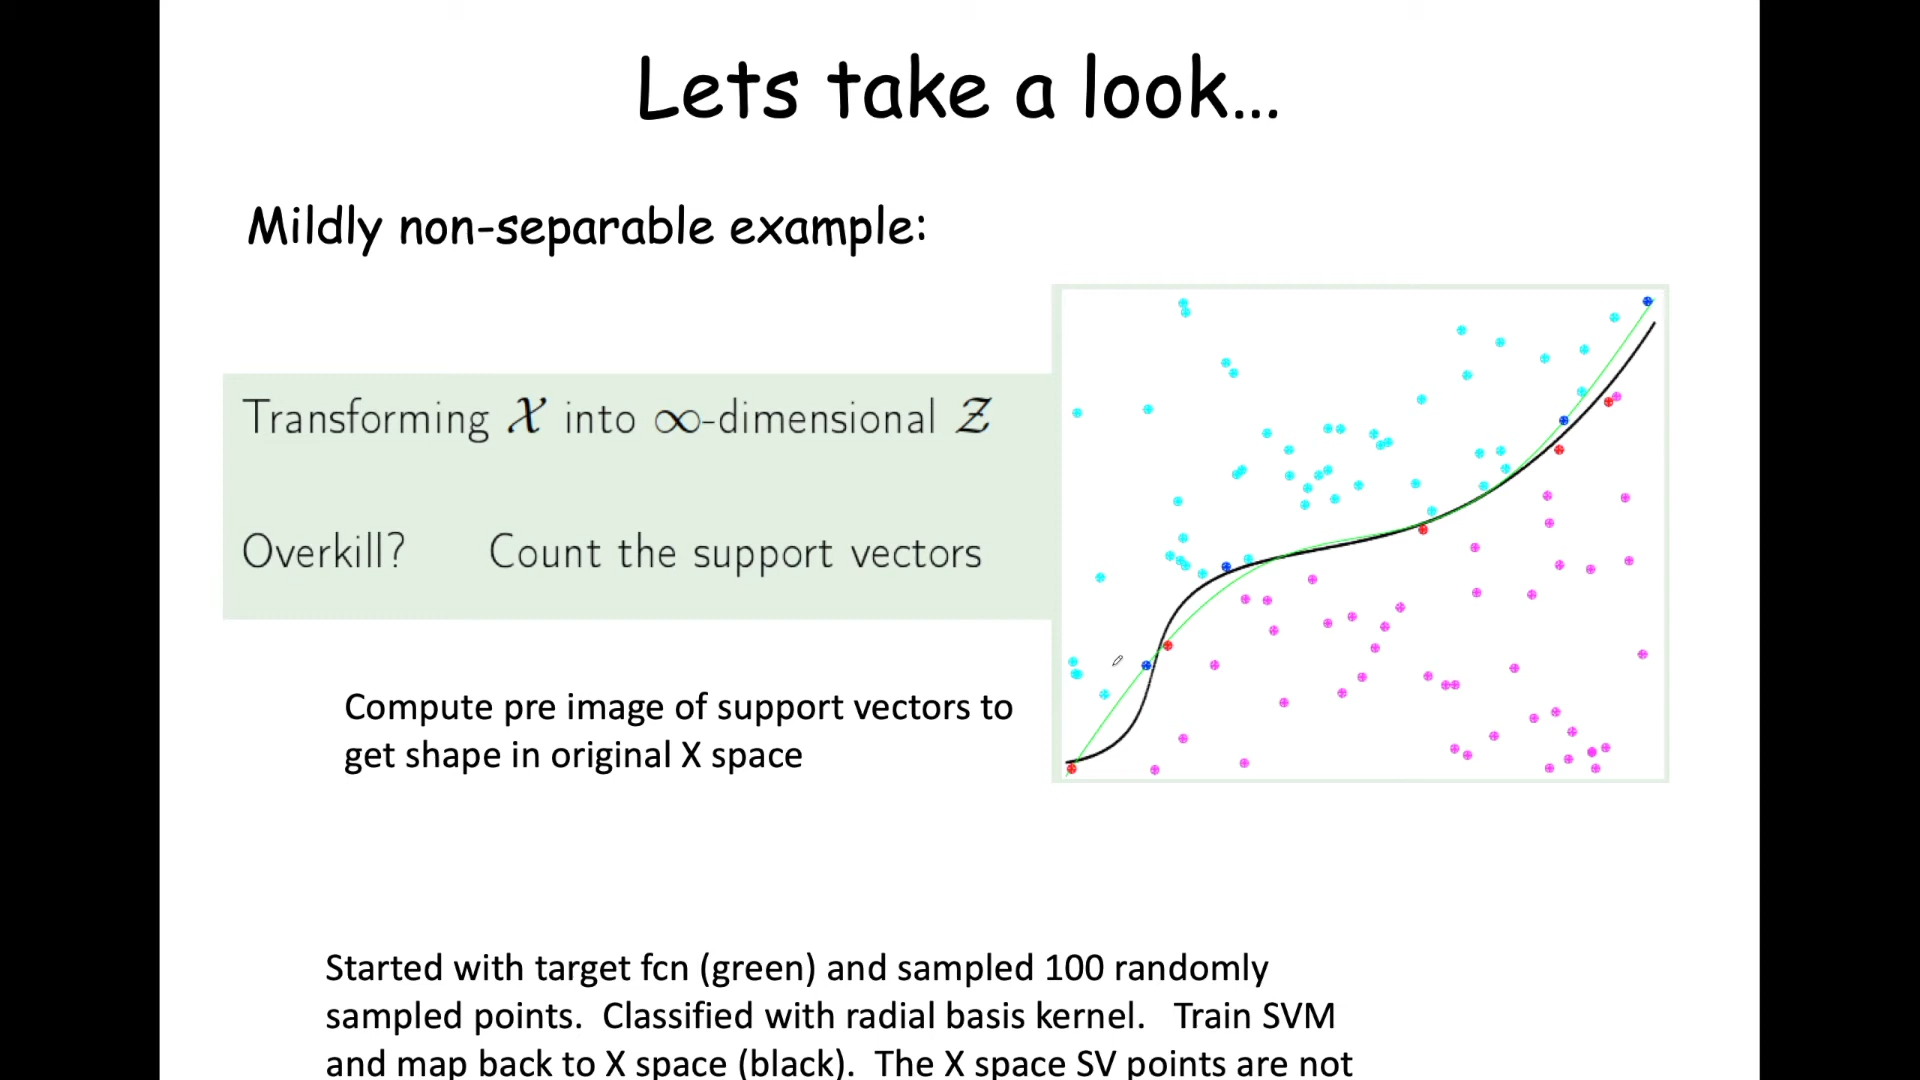 Lets take a look...
Mildly non-separable example:
Transforming 𝒳 into ∞-dimensional 𝒵
Overkill? Count the support vectors
Compute pre image of support vectors to
get shape in original X space
Started with target fcn (green) and sampled 100 randomly
sampled points. Classified with radial basis kernel. Train SVM
and map back to X space (black). The X space SV points are not